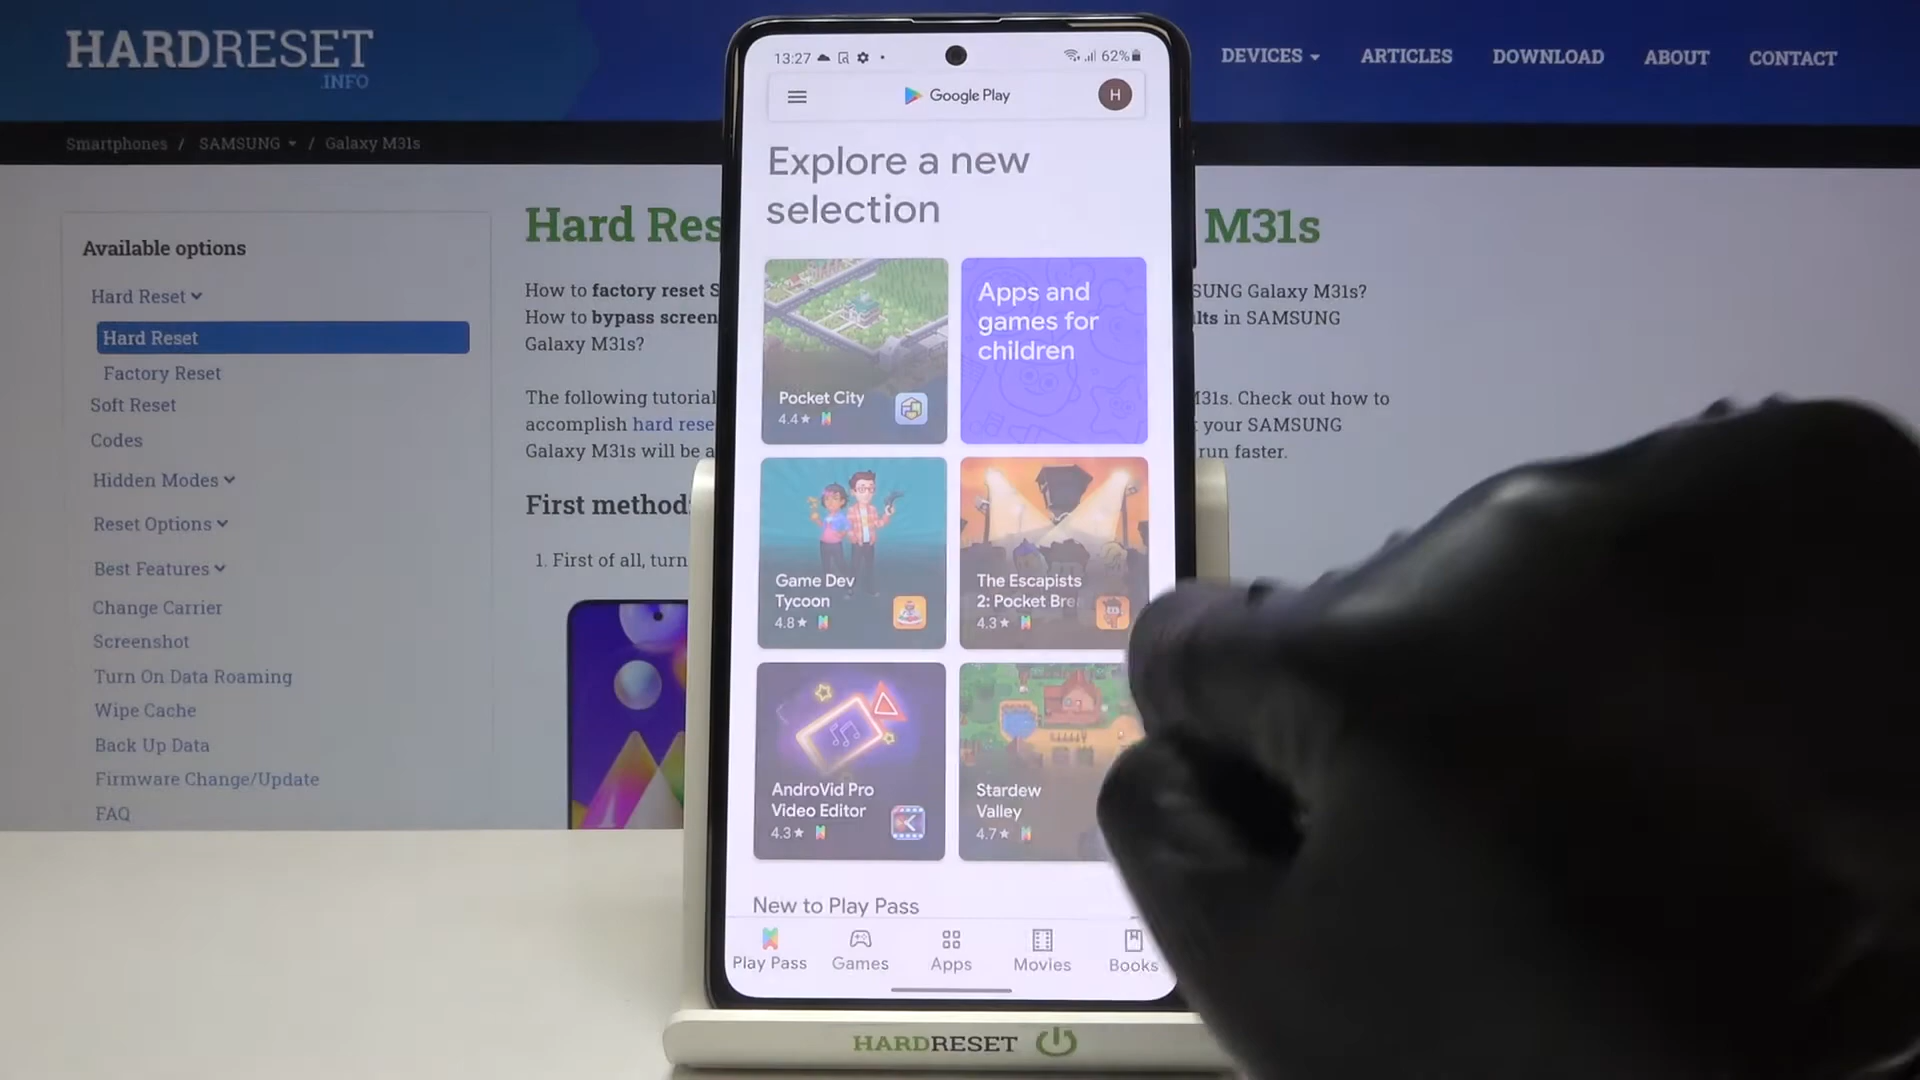 HARDRESET
.INFO
DEVICES ARTICLES DOWNLOAD ABOUT CONTACT
Smartphones / SAMSUNG / Galaxy M31s
Available options
Hard Reset
Hard Reset
Factory Reset
Soft Reset
Codes
Hidden Modes
Reset Options
Best Features
Change Carrier
Screenshot
Turn On Data Roaming
Wipe Cache
Back Up Data
Firmware Change/Update
FAQ
Hard Res
M31s
How to factory reset S
SUNG Galaxy M31s?
How to bypass screen
lts in SAMSUNG
Galaxy M31s?
The following tutorial
M31s. Check out how to
accomplish hard rese
your SAMSUNG
Galaxy M31s will be a
run faster.
First method:
1. First of all, turn
13:27 62%
Google Play H
Explore a new
selection
Pocket City
4.4★
Apps and
games for
children
Game Dev
Tycoon
4.8★
The Escapists
2: Pocket Bre
4.3★
AndroVid Pro
Video Editor
4.3★
Stardew
Valley
4.7★
New to Play Pass
Play Pass Games Apps Movies Books
HARDRESET